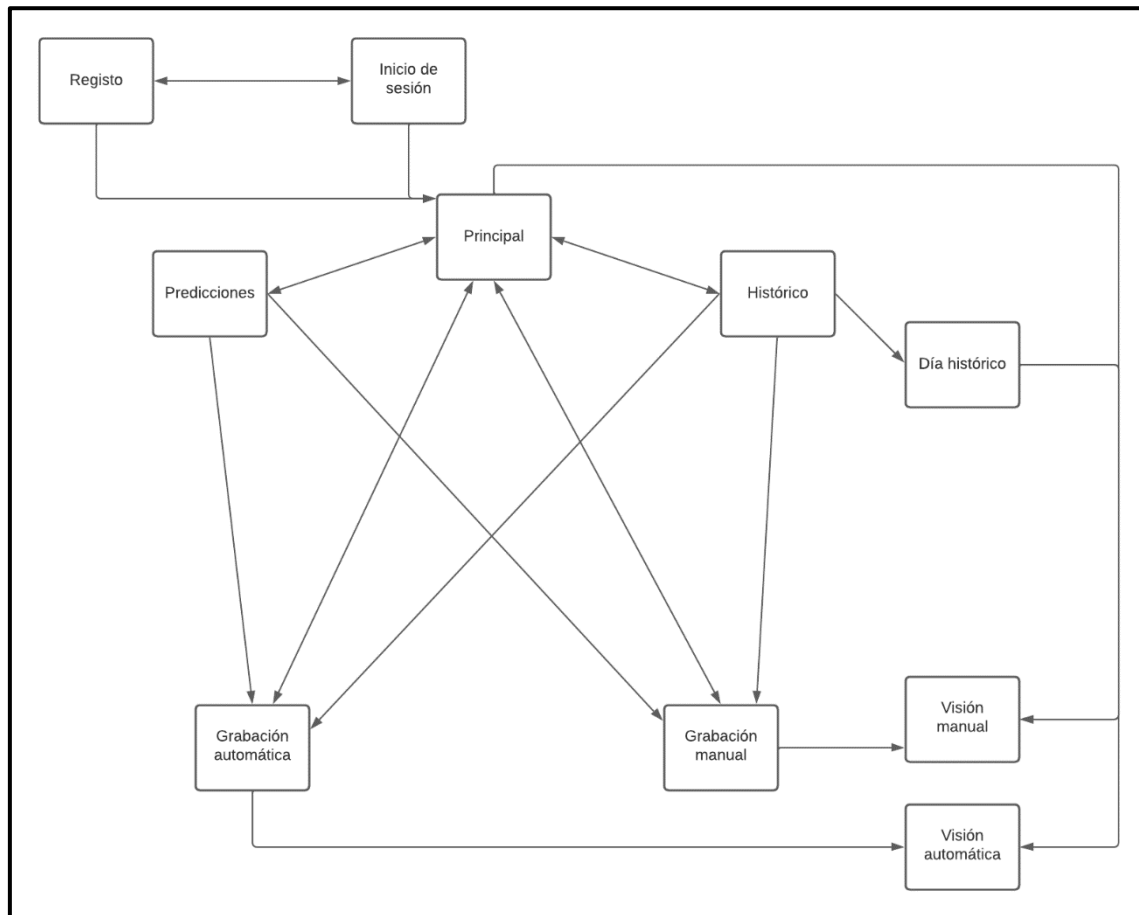 Registo
Inicio de
sesión
Principal
Predicciones
Histórico
Día histórico
Grabación
automática
Grabación
manual
Visión
manual
Visión
automática